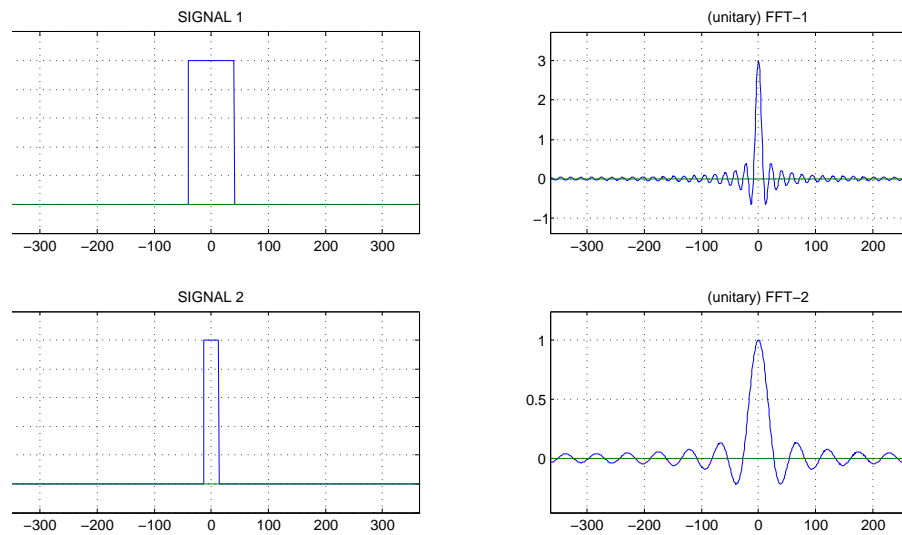 SIGNAL 1
−300 −200 −100 0 100 200 300
(unitary) FFT−1
3
2
1
0
−1
−300 −200 −100 0 100 200
SIGNAL 2
−300 −200 −100 0 100 200 300
(unitary) FFT−2
1
0.5
0
−300 −200 −100 0 100 200